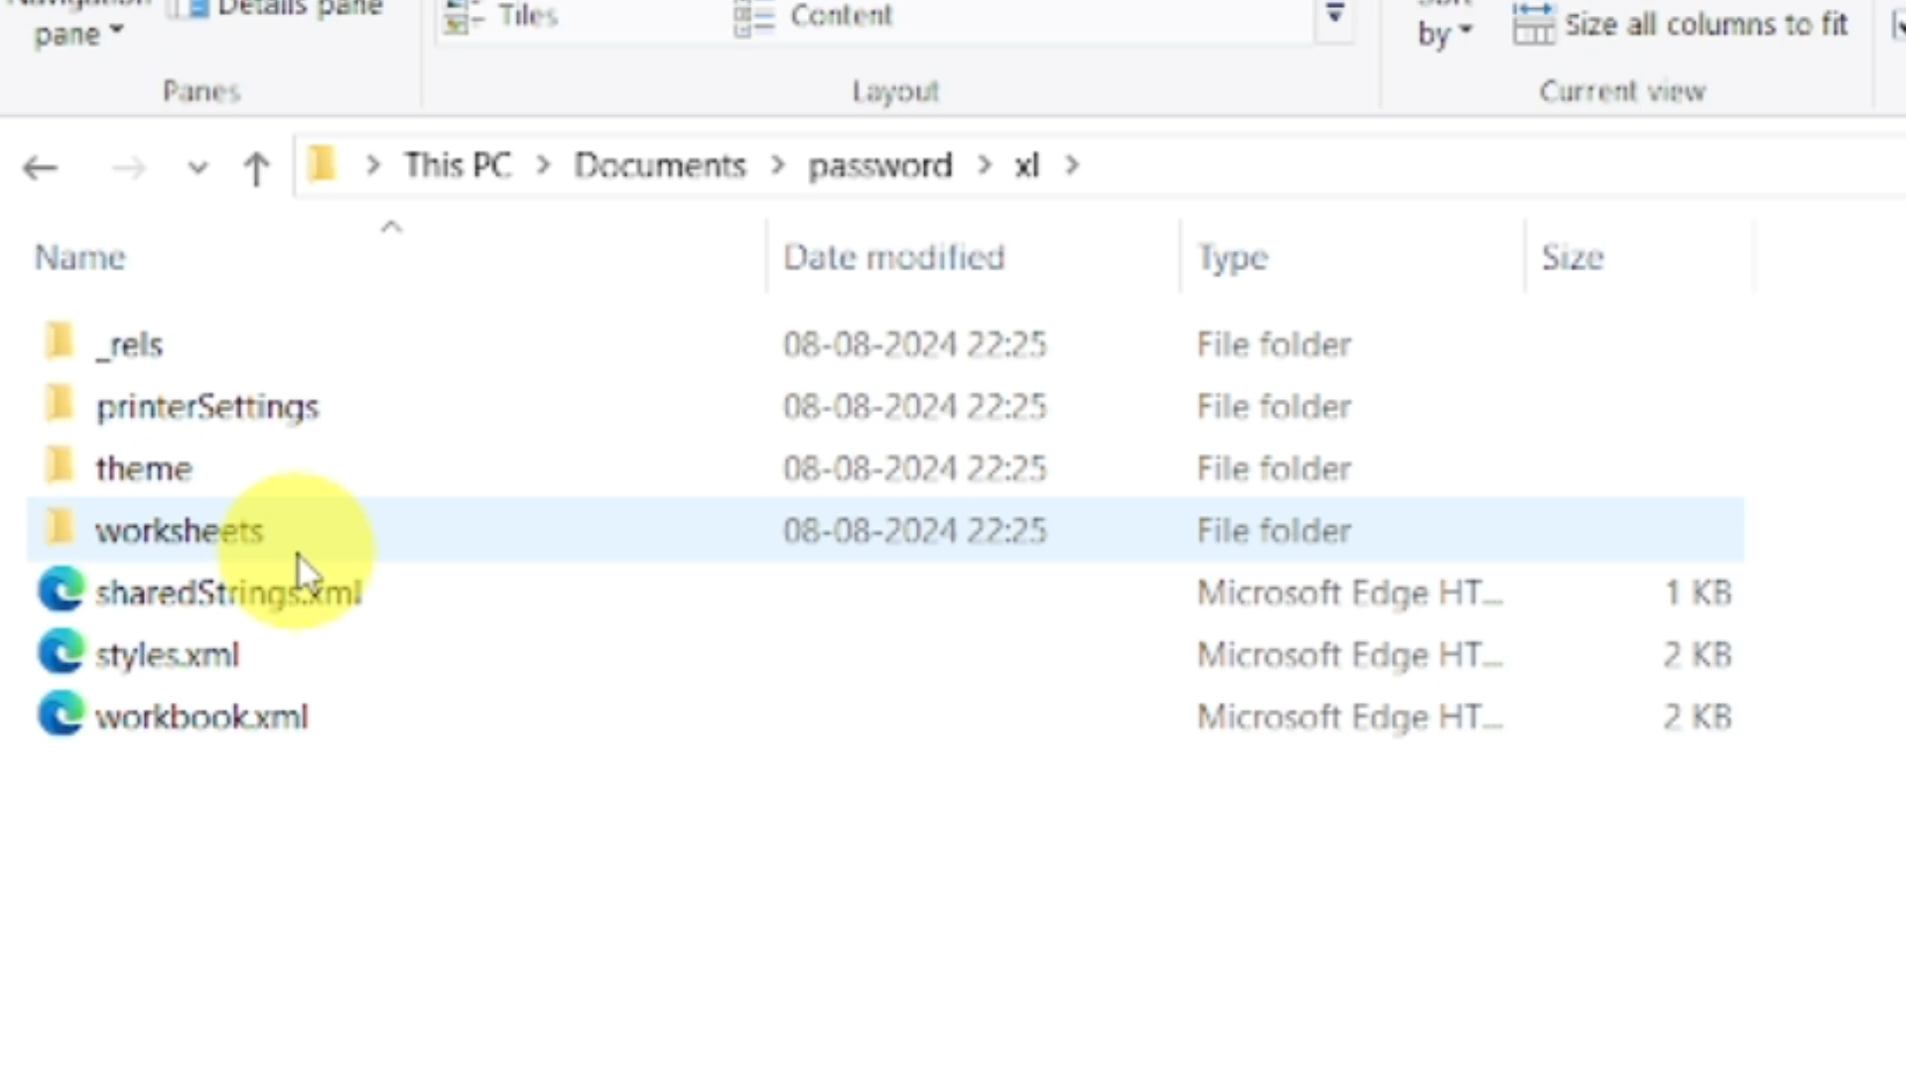 Details pane
Tiles
Content
pane
by
Size all columns to fit
Panes
Layout
Current view
This PC > Documents > password > xl >
Name Date modified Type Size
_rels 08-08-2024 22:25 File folder
printerSettings 08-08-2024 22:25 File folder
theme 08-08-2024 22:25 File folder
worksheets 08-08-2024 22:25 File folder
sharedStrings.xml Microsoft Edge HT... 1 KB
styles.xml Microsoft Edge HT... 2 KB
workbook.xml Microsoft Edge HT... 2 KB